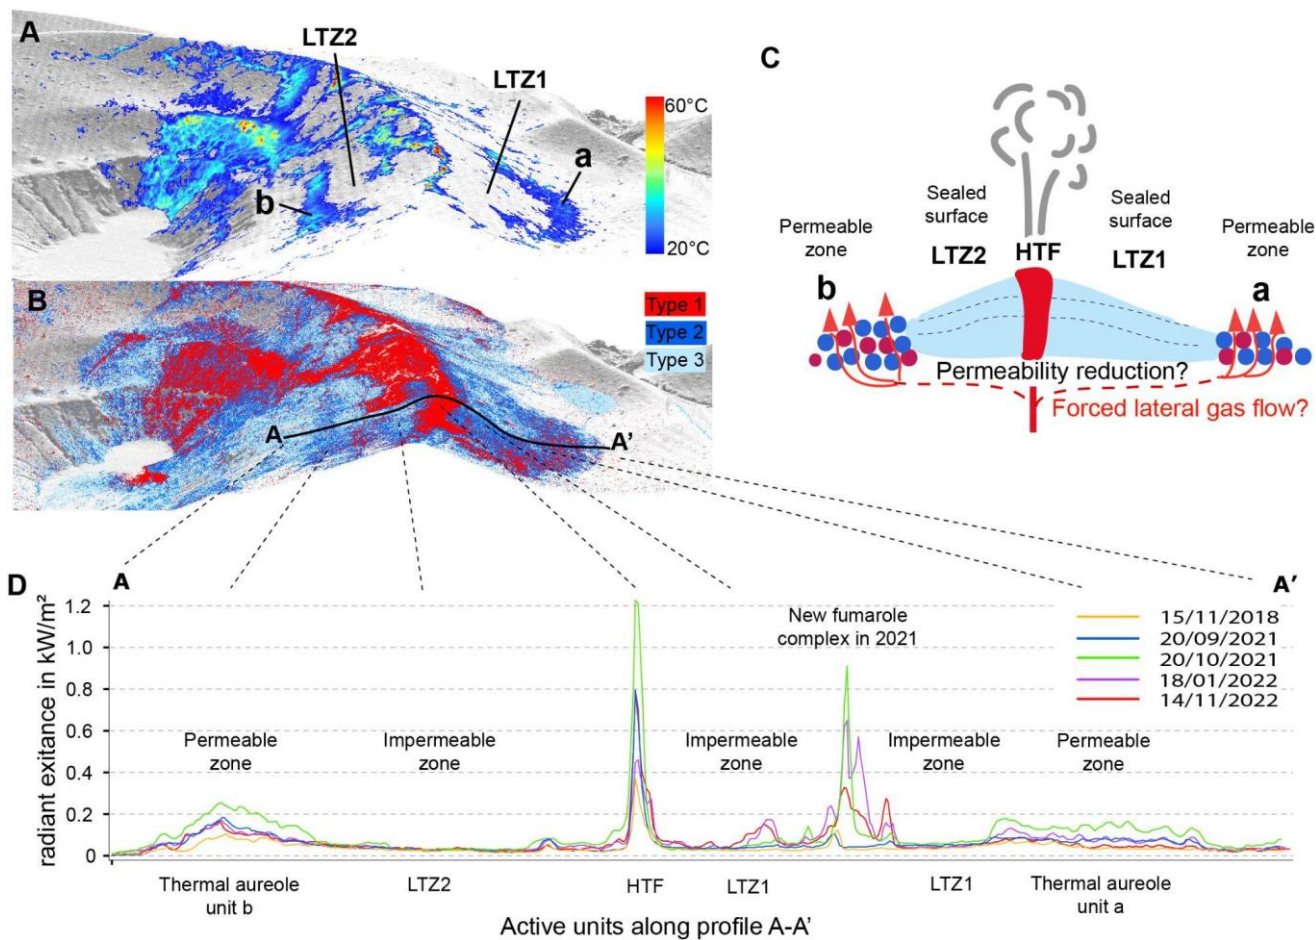 A
LTZ2
LTZ1
a
b
60°C
20°C
B
Type 1
Type 2
Type 3
A
A'
C
Sealed
surface
Sealed
surface
Permeable
zone
Permeable
zone
LTZ2
HTF
LTZ1
b
a
Permeability reduction?
Forced lateral gas flow?
D
A
A'
New fumarole
complex in 2021
15/11/2018
20/09/2021
20/10/2021
18/01/2022
14/11/2022
radiant exitance in kW/m²
1.2
1.0
0.8
0.6
0.4
0.2
0
Permeable
zone
Impermeable
zone
Impermeable
zone
Impermeable
zone
Permeable
zone
Thermal aureole
unit b
LTZ2
HTF
LTZ1
LTZ1
Thermal aureole
unit a
Active units along profile A-A'